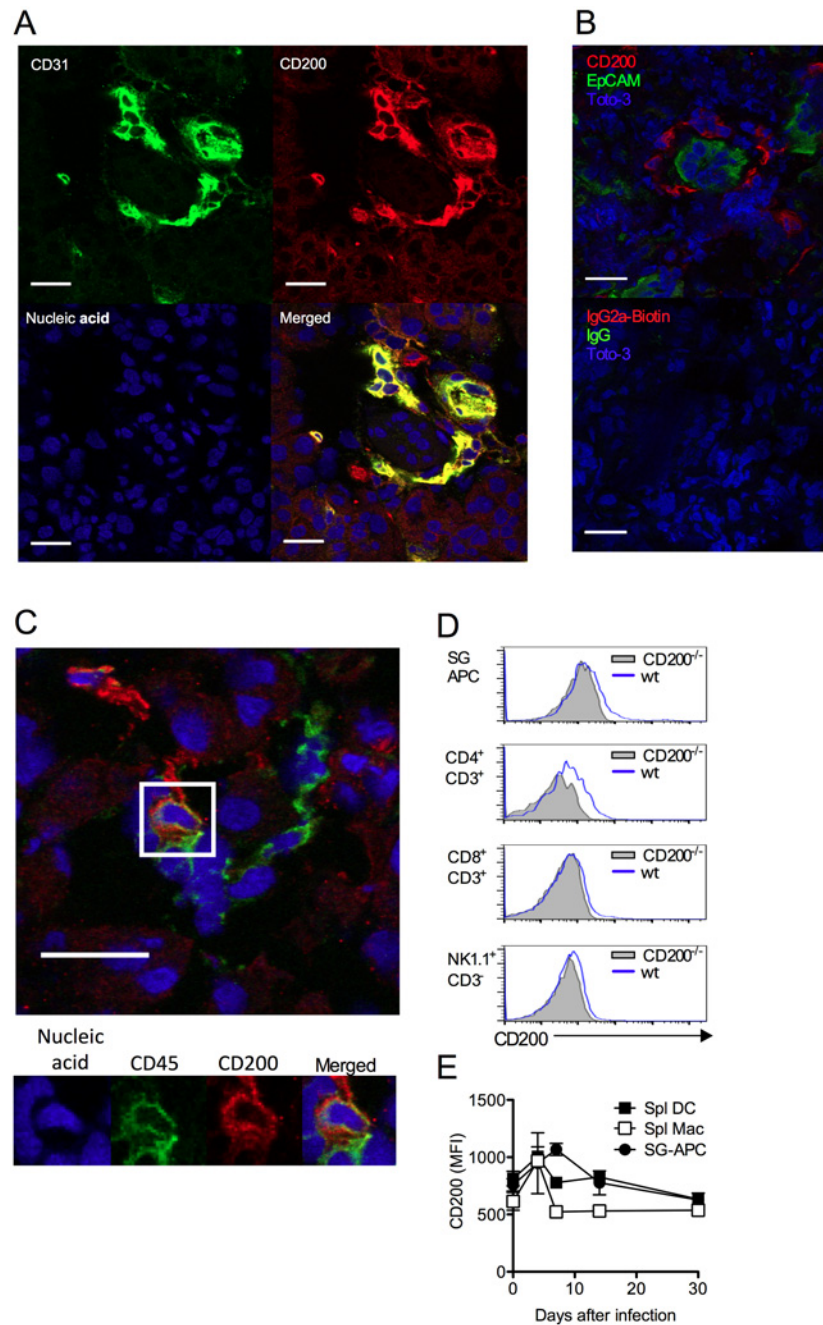 A
CD31
CD200
Nucleic acid
Merged
B
CD200
EpCAM
Toto-3
IgG2a-Biotin
IgG
Toto-3
C
Nucleic
acid
CD45
CD200
Merged
D
SG
APC
CD200-/-
wt
CD4+
CD3+
CD200-/-
wt
CD8+
CD3+
CD200-/-
wt
NK1.1+
CD3-
CD200-/-
wt
CD200
E
CD200 (MFI)
1500
1000
500
0
Spl DC
Spl Mac
SG-APC
0 10 20 30
Days after infection